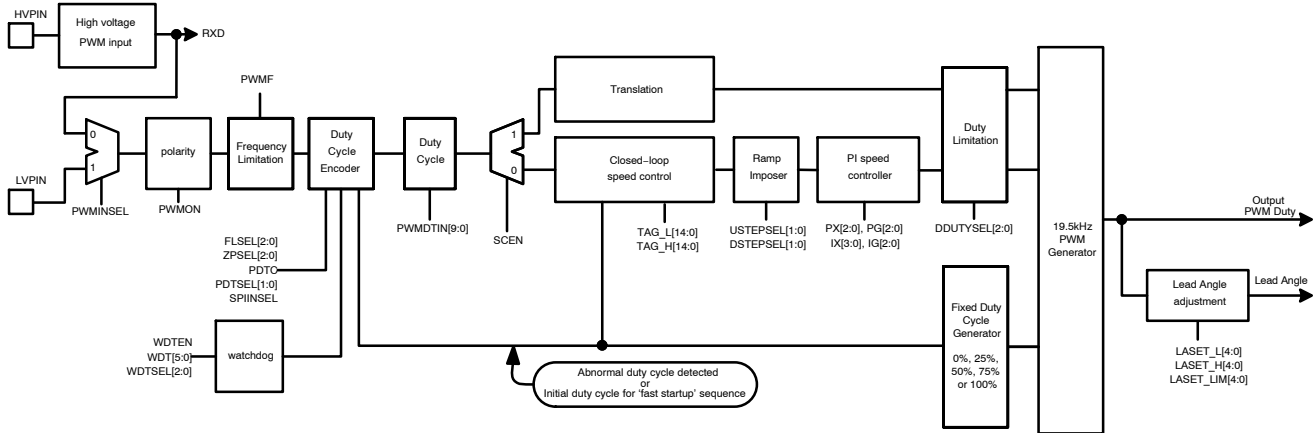 HVPIN
High voltage
PWM input
RXD
PWMF
0
1
LVPIN
PWMINSEL
polarity
PWMON
Frequency
Limitation
Duty
Cycle
Encoder
Duty
Cycle
PWMDTIN[9:0]
1
0
SCEN
Translation
Closed–loop
speed control
TAG_L[14:0]
TAG_H[14:0]
Ramp
Imposer
USTEPSEL[1:0]
DSTEPSEL[1:0]
PI speed
controller
PX[2:0], PG[2:0]
IX[3:0], IG[2:0]
Duty
Limitation
DDUTYSEL[2:0]
19.5kHz
PWM
Generator
Output
PWM Duty
Lead Angle
adjustment
Lead Angle
LASET_L[4:0]
LASET_H[4:0]
LASET_LIM[4:0]
FLSEL[2:0]
ZPSEL[2:0]
PDTO
PDTSEL[1:0]
SPIINSEL
WDTEN
WDT[5:0]
WDTSEL[2:0]
watchdog
Abnormal duty cycle detected
or
Initial duty cycle for 'fast startup' sequence
Fixed Duty
Cycle
Generator
0%, 25%,
50%, 75%
or 100%